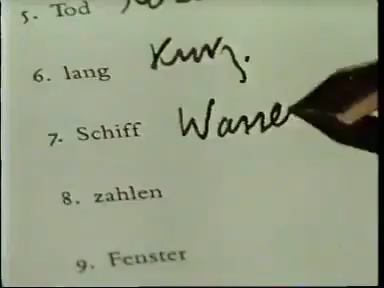 5. Tod
6. lang kurz.
7. Schiff Wasse
8. zahlen
9. Fenster